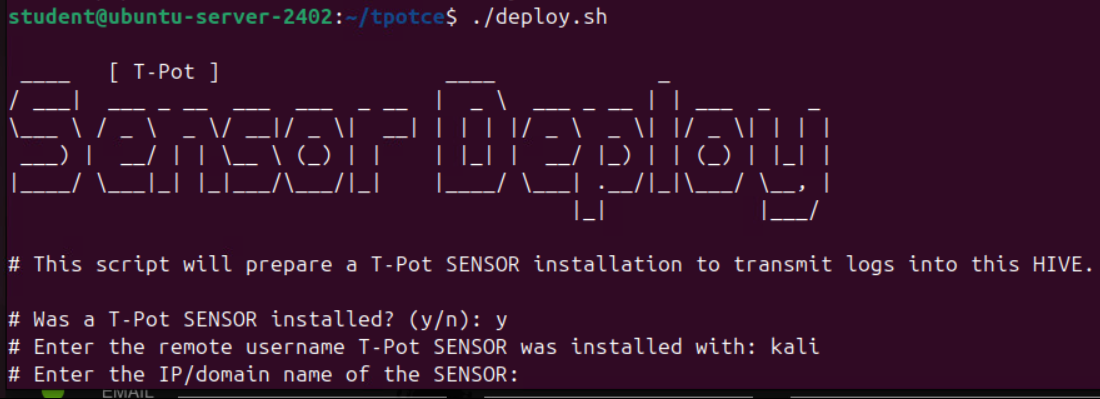 student@ubuntu-server-2402:~/tpotce$ ./deploy.sh
[ T-Pot ]
Sensor Deploy
# This script will prepare a T-Pot SENSOR installation to transmit logs into this HIVE.
# Was a T-Pot SENSOR installed? (y/n): y
# Enter the remote username T-Pot SENSOR was installed with: kali
# Enter the IP/domain name of the SENSOR:
EMAIL